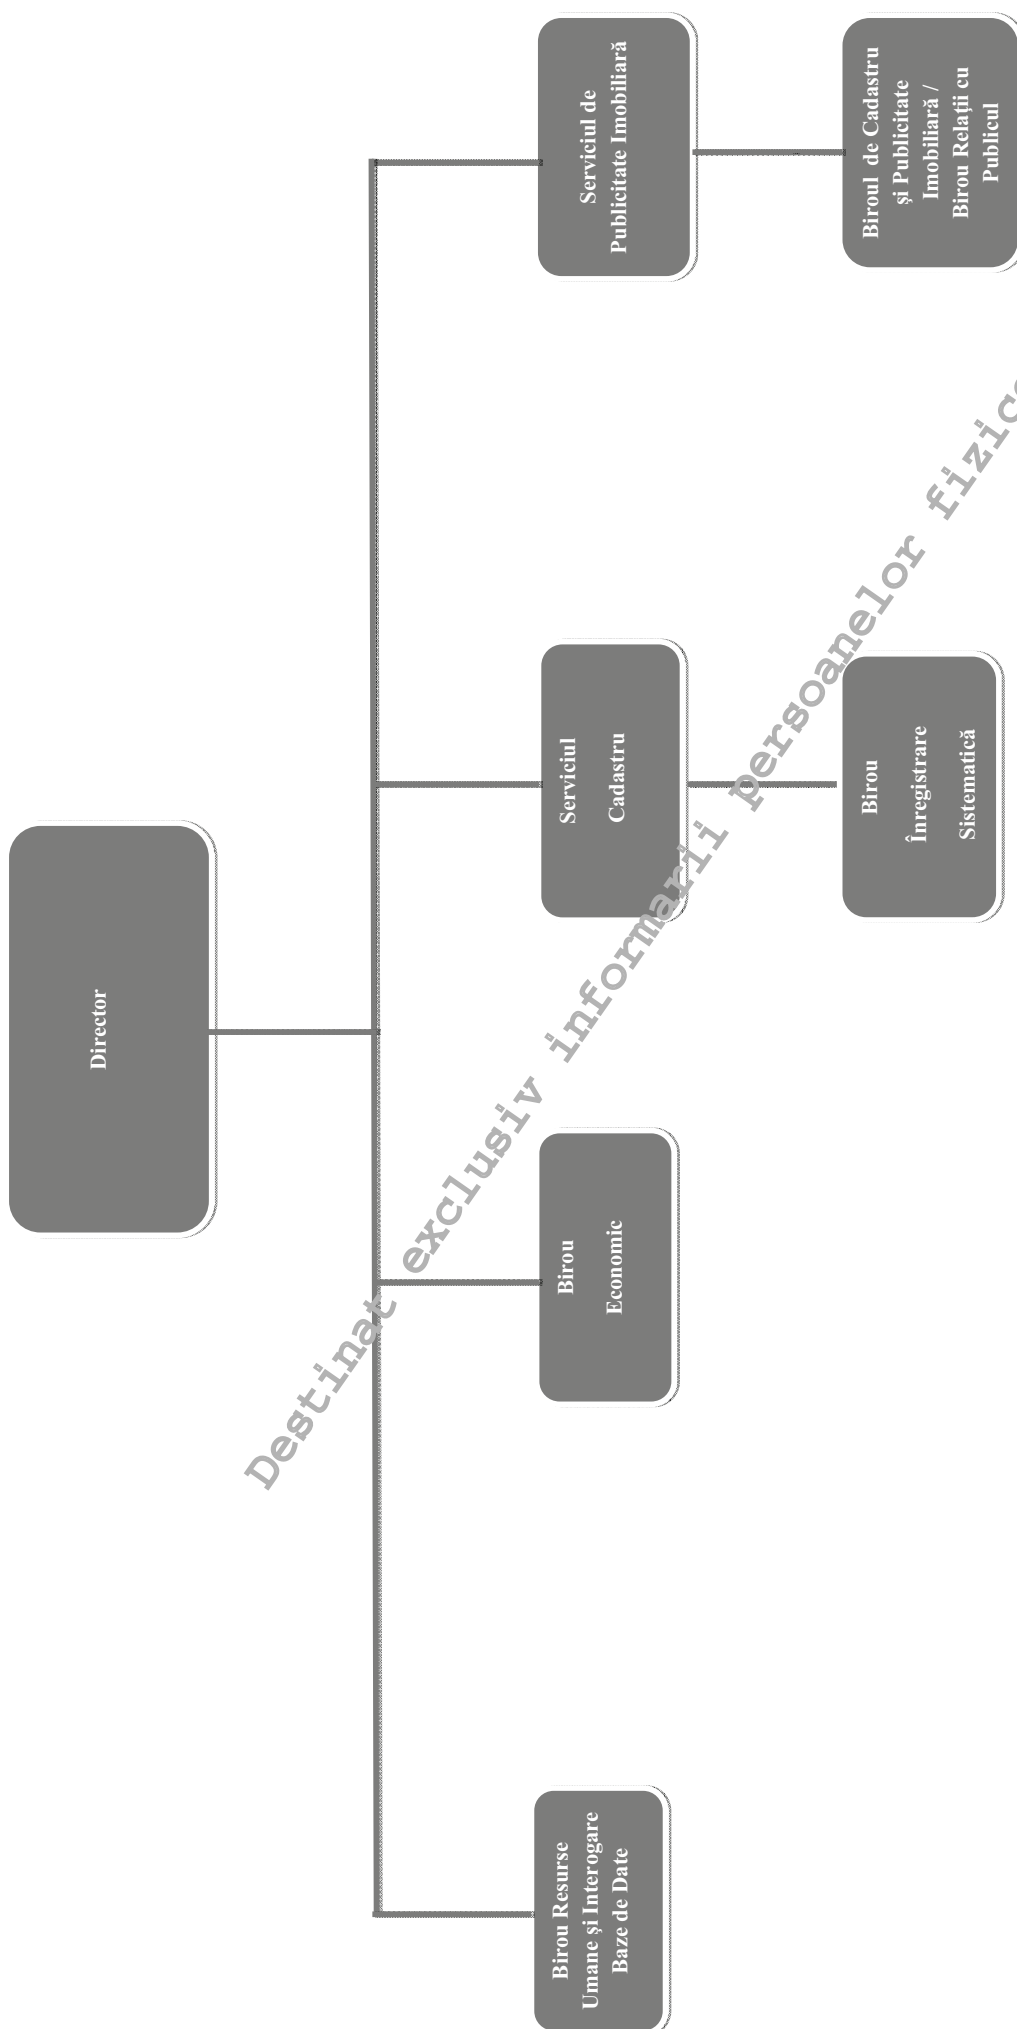 Director
Birou Resurse
Umane şi Interogare
Baze de Date
Birou
Economic
Serviciul
Cadastru
Serviciul de
Publicitate Imobiliară
Birou
Înregistrare
Sistematică
Biroul de Cadastru
şi Publicitate
Imobiliară /
Birou Relaţii cu
Publicul
Destinat exclusiv informarii persoanelor